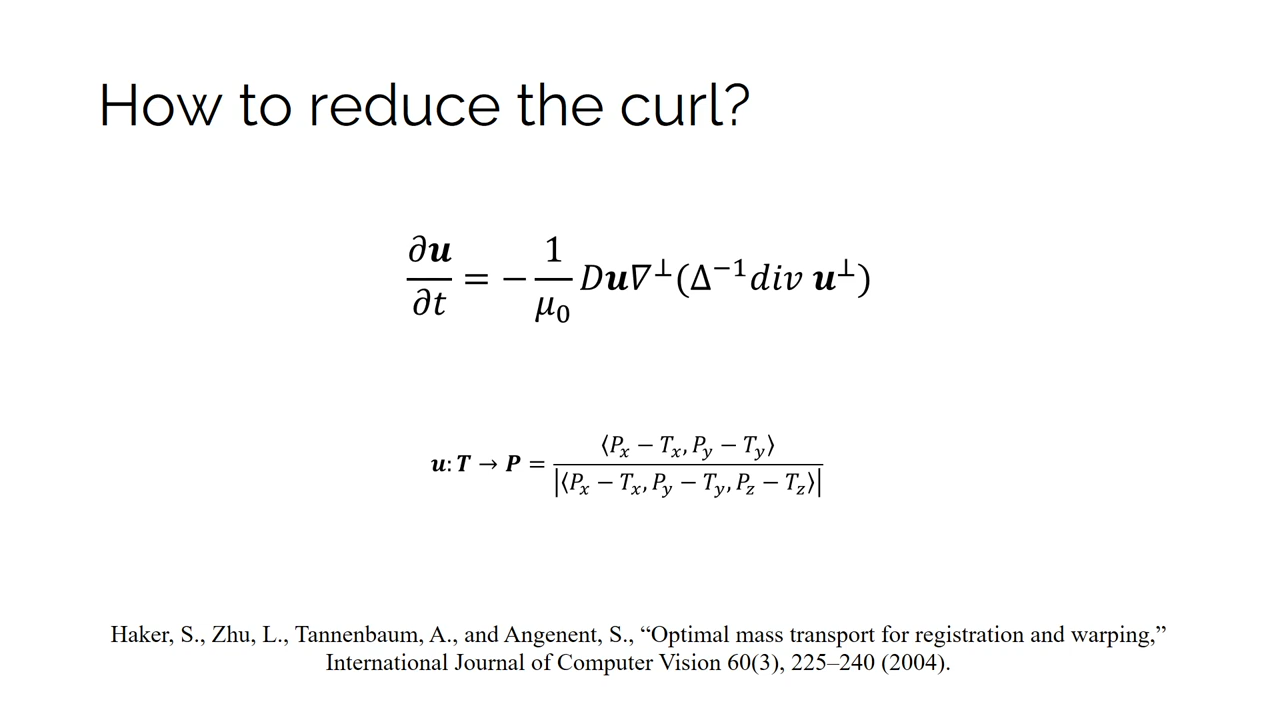 How to reduce the curl?
∂𝒖/∂t = − 1/μ₀ D𝒖∇^⊥(Δ^−1 div 𝒖^⊥)
𝒖: 𝑻 → 𝑷 = ⟨P_x − T_x, P_y − T_y⟩ / |⟨P_x − T_x, P_y − T_y, P_z − T_z⟩|
Haker, S., Zhu, L., Tannenbaum, A., and Angenent, S., “Optimal mass transport for registration and warping,”
International Journal of Computer Vision 60(3), 225–240 (2004).